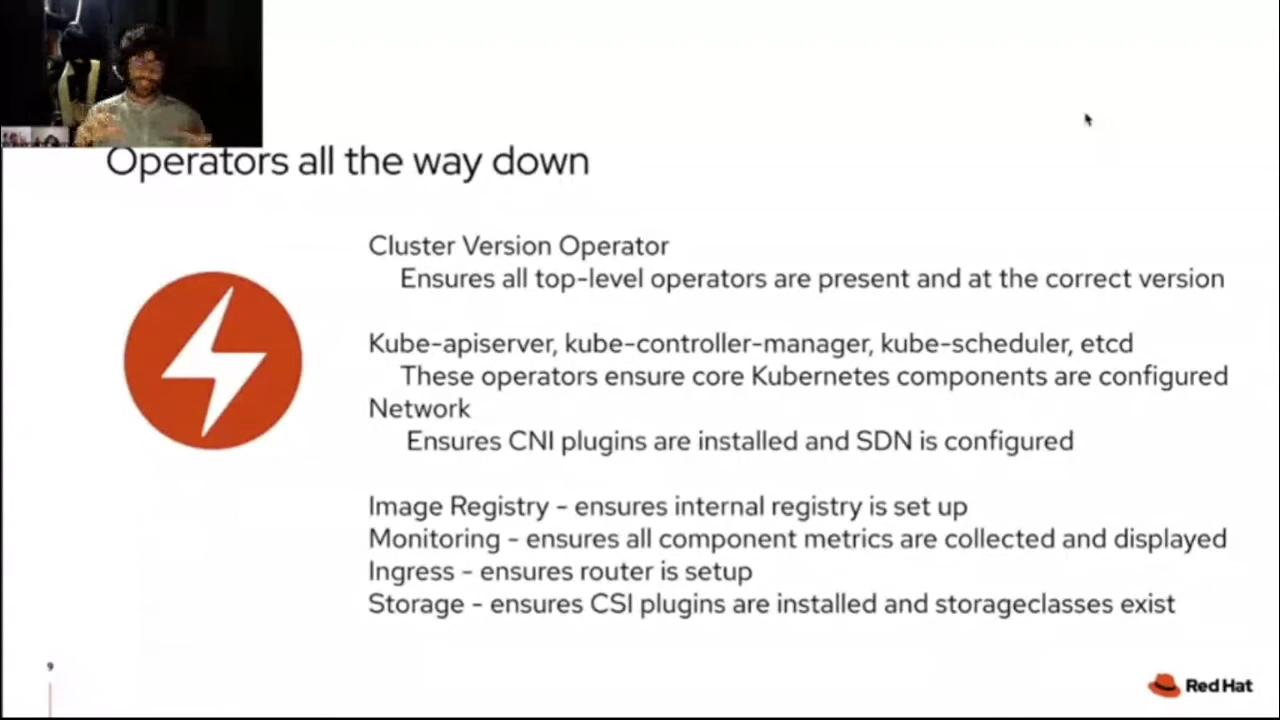 Operators all the way down
Cluster Version Operator
Ensures all top-level operators are present and at the correct version
Kube-apiserver, kube-controller-manager, kube-scheduler, etcd
These operators ensure core Kubernetes components are configured
Network
Ensures CNI plugins are installed and SDN is configured
Image Registry - ensures internal registry is set up
Monitoring - ensures all component metrics are collected and displayed
Ingress - ensures router is setup
Storage - ensures CSI plugins are installed and storageclasses exist
9
Red Hat